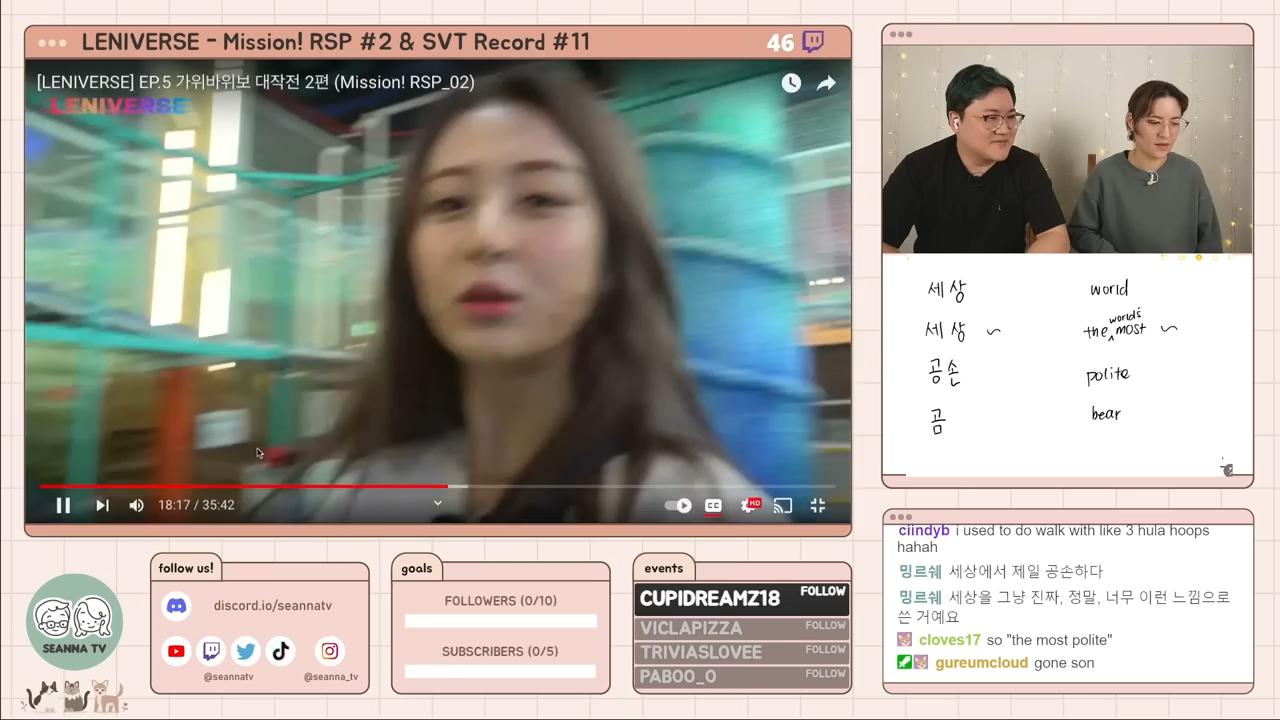 LENIVERSE - Mission! RSP #2 & SVT Record #11
46
[LENIVERSE] EP.5 가위바위보 대작전 2편 (Mission! RSP_02)
LENIVERSE
18:17 / 35:42
CC
HD
세상 world
세상 ~ the world's most ~
공손 polite
곰 bear
ciindyb i used to do walk with like 3 hula hoops
hahah
밍르쉐 세상에서 제일 공손하다
밍르쉐 세상을 그냥 진짜, 정말, 너무 이런 느낌으로
쓴 거예요
cloves17 so "the most polite"
gureumcloud gone son
SEANNA TV
follow us!
discord.io/seannatv
@seannatv
@seanna_tv
goals
FOLLOWERS (0/10)
SUBSCRIBERS (0/5)
events
CUPIDREAMZ18 FOLLOW
VICLAPIZZA FOLLOW
TRIVIASLOVEE FOLLOW
PABOO_O FOLLOW